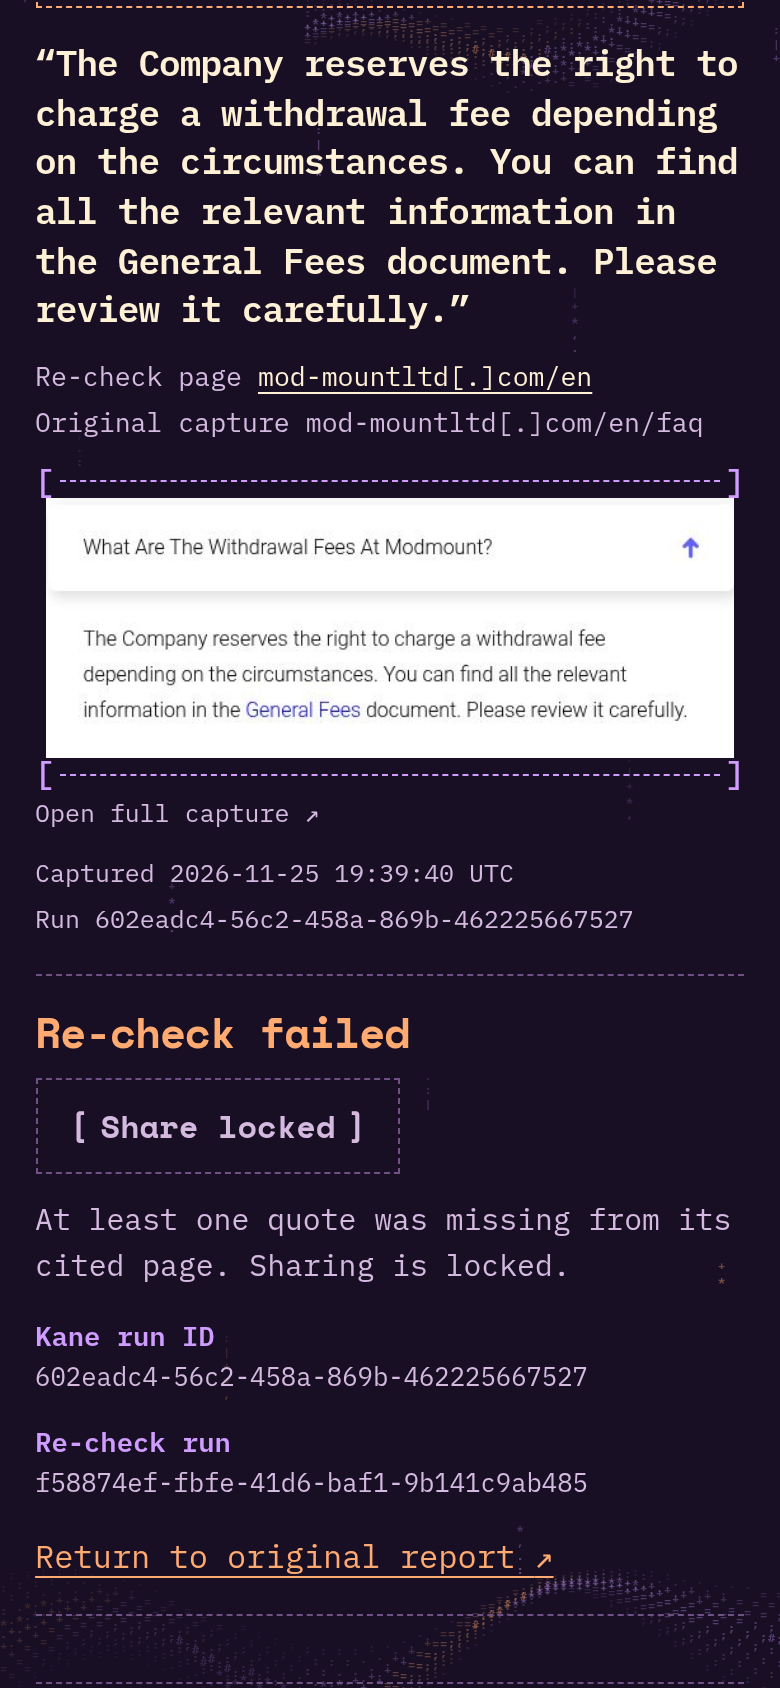 “The Company reserves the right to
charge a withdrawal fee depending
on the circumstances. You can find
all the relevant information in
the General Fees document. Please
review it carefully.”
Re-check page mod-mountltd[.]com/en
Original capture mod-mountltd[.]com/en/faq
What Are The Withdrawal Fees At Modmount?
The Company reserves the right to charge a withdrawal fee
depending on the circumstances. You can find all the relevant
information in the General Fees document. Please review it carefully.
Open full capture ↗
Captured 2026-11-25 19:39:40 UTC
Run 602eadc4-56c2-458a-869b-462225667527
Re-check failed
[ Share locked ]
At least one quote was missing from its
cited page. Sharing is locked.
Kane run ID
602eadc4-56c2-458a-869b-462225667527
Re-check run
f58874ef-fbfe-41d6-baf1-9b141c9ab485
Return to original report ↗